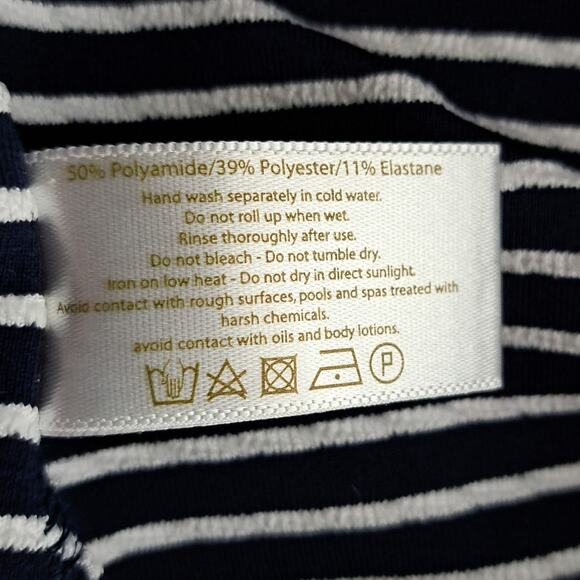 50% Polyamide/39% Polyester/11% Elastane
Hand wash separately in cold water.
Do not roll up when wet.
Rinse thoroughly after use.
Do not bleach - Do not tumble dry.
Iron on low heat - Do not dry in direct sunlight.
Avoid contact with rough surfaces, pools and spas treated with
harsh chemicals.
avoid contact with oils and body lotions.
P